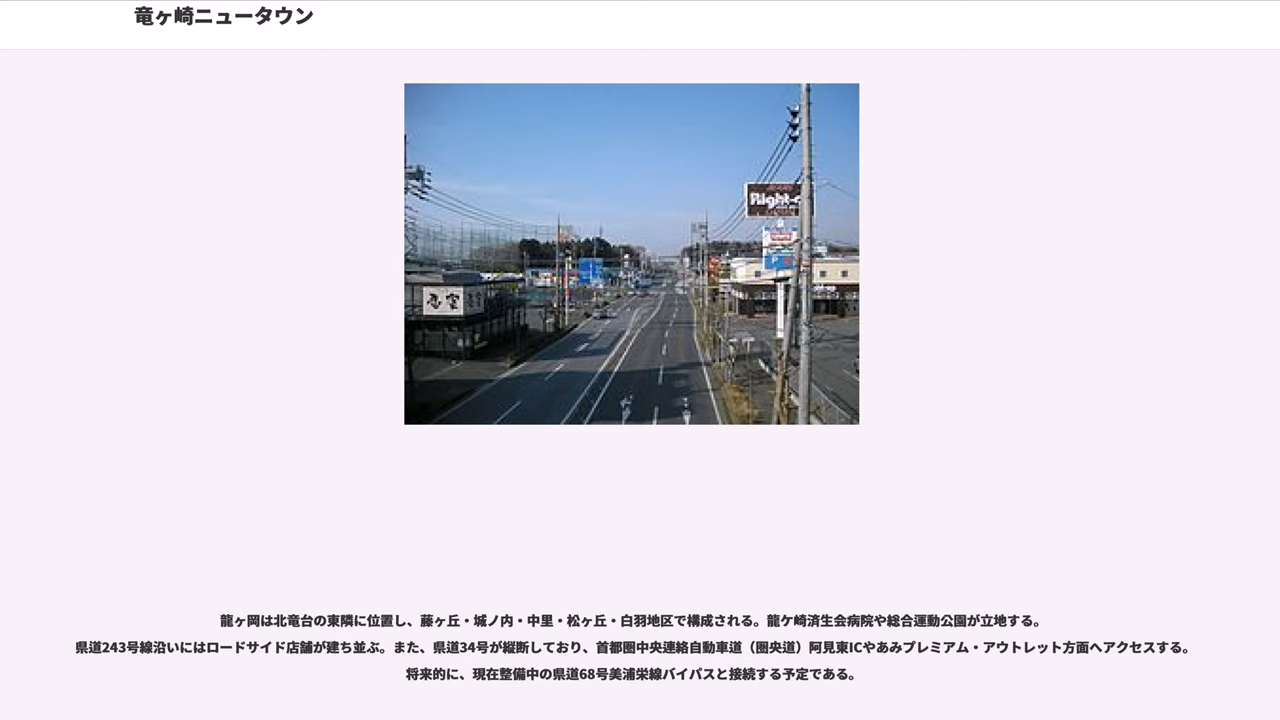 竜ヶ崎ニュータウン
Right-o
龍ヶ岡は北竜台の東隣に位置し、藤ヶ丘・城ノ内・中里・松ヶ丘・白羽地区で構成される。龍ケ崎済生会病院や総合運動公園が立地する。
県道243号線沿いにはロードサイド店舗が建ち並ぶ。また、県道34号が縦断しており、首都圏中央連絡自動車道（圏央道）阿見東ICやあみプレミアム・アウトレット方面へアクセスする。
将来的に、現在整備中の県道68号美浦栄線バイパスと接続する予定である。